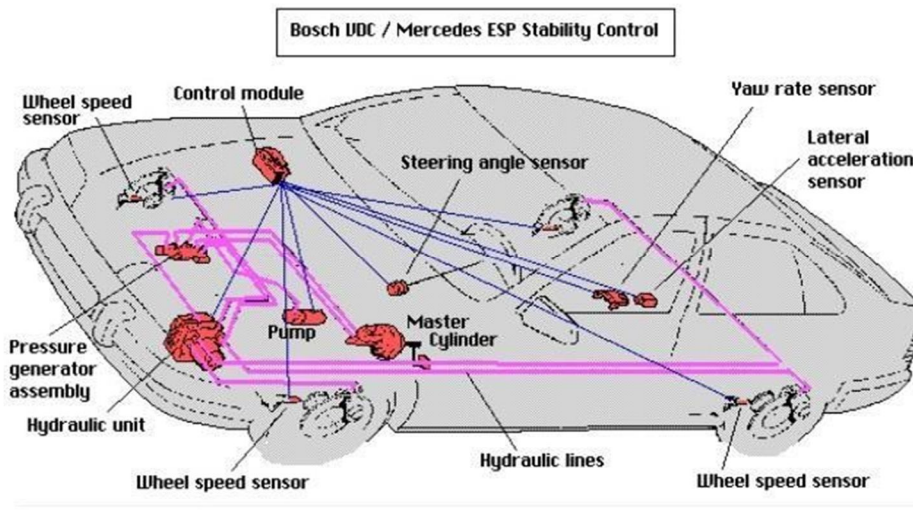 Bosch VDC / Mercedes ESP Stability Control
Wheel speed
sensor
Control module
Yaw rate sensor
Steering angle sensor
Lateral
acceleration
sensor
Pump
Master
Cylinder
Pressure
generator
assembly
Hydraulic unit
Hydraulic lines
Wheel speed sensor
Wheel speed sensor